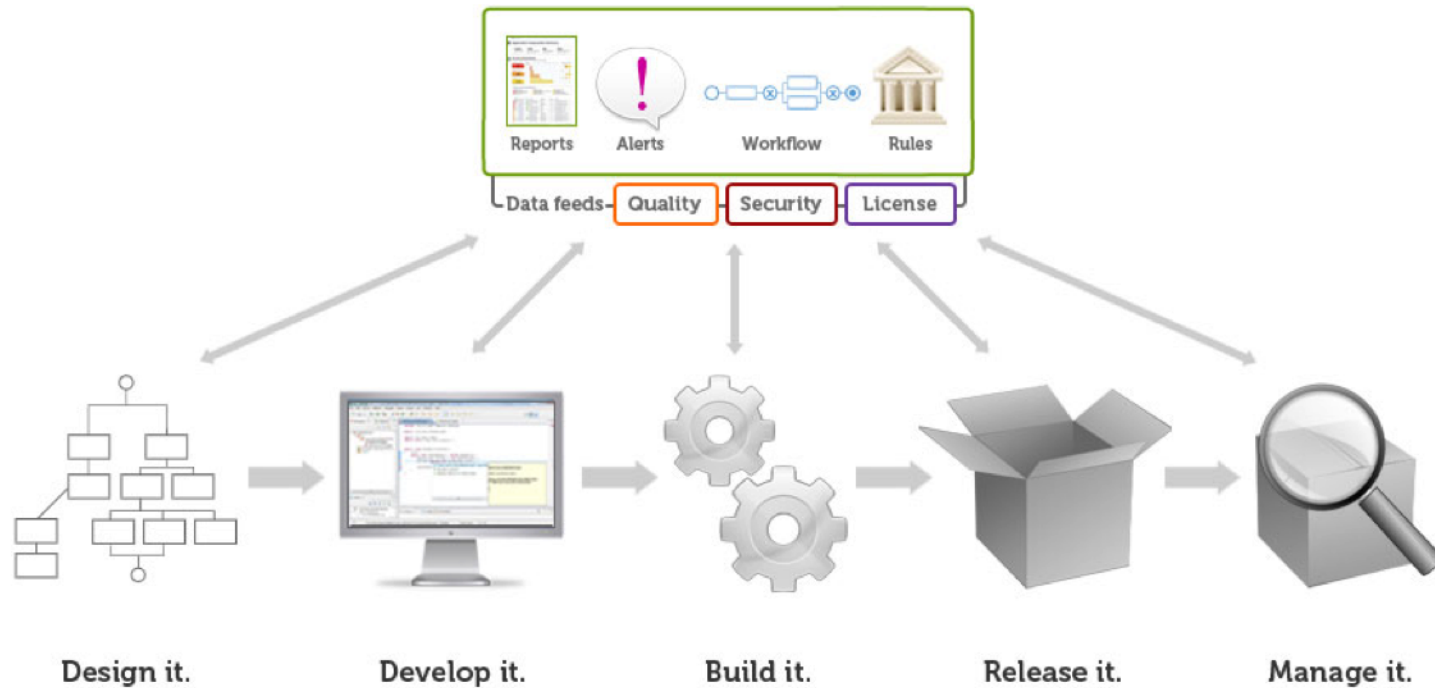 Reports Alerts Workflow Rules
Data feeds Quality Security License
Design it. Develop it. Build it. Release it. Manage it.